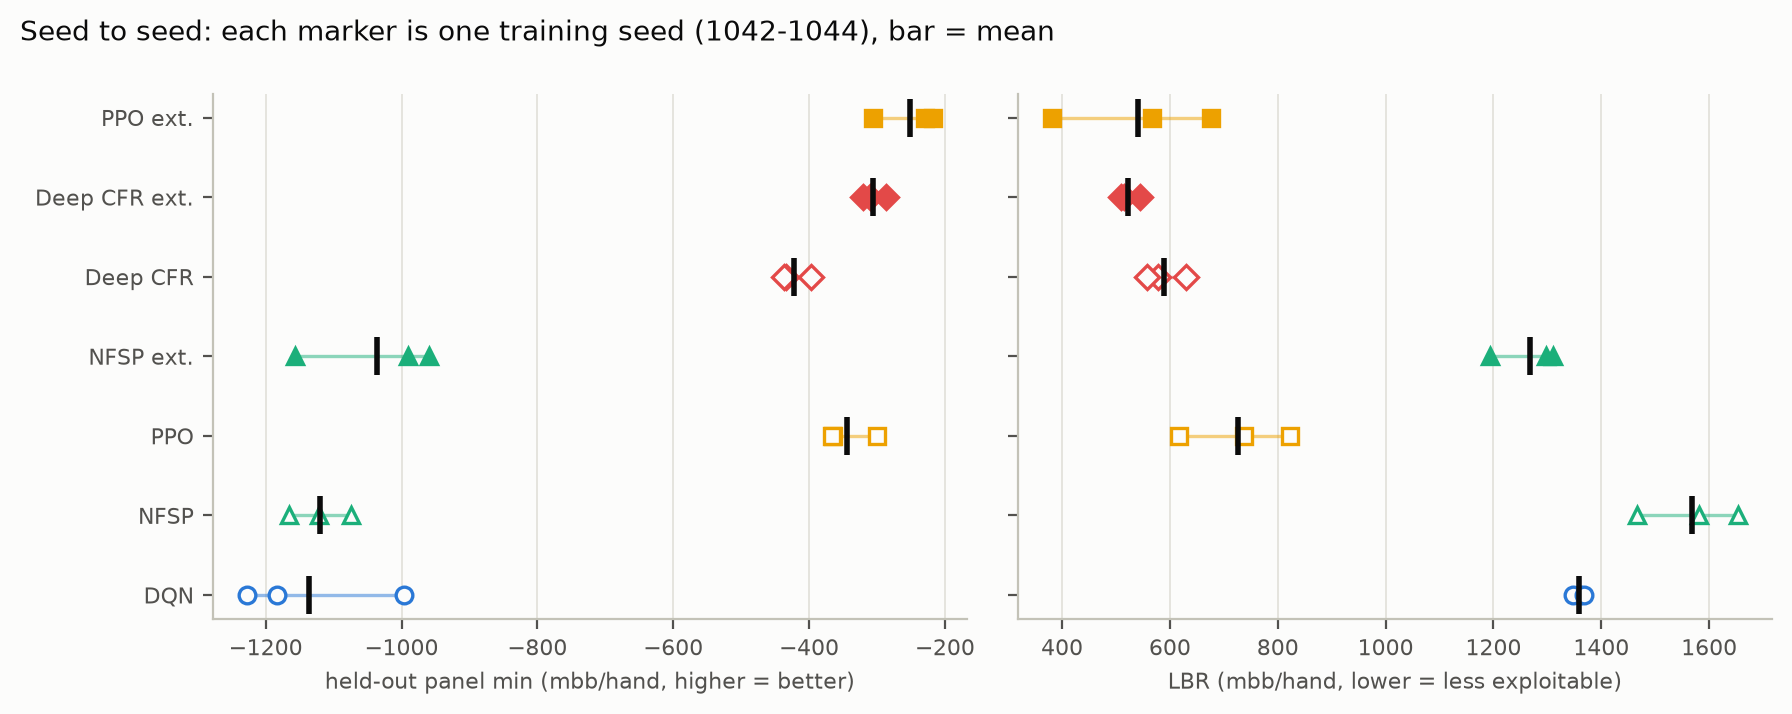 Seed to seed: each marker is one training seed (1042-1044), bar = mean
PPO ext.
Deep CFR ext.
Deep CFR
NFSP ext.
PPO
NFSP
DQN
−1200 −1000 −800 −600 −400 −200
held-out panel min (mbb/hand, higher = better)
400 600 800 1000 1200 1400 1600
LBR (mbb/hand, lower = less exploitable)